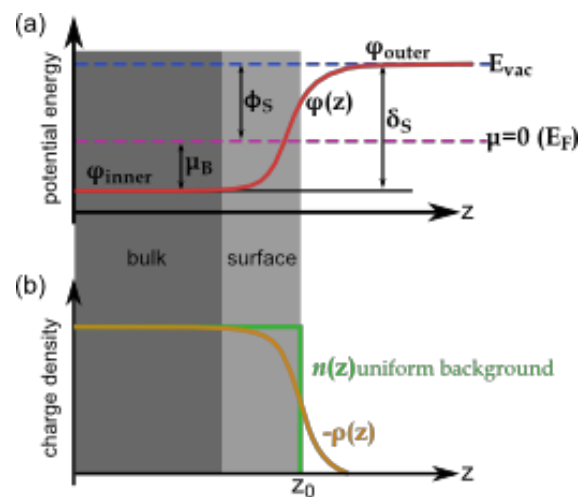 (a)
potential energy
φouter
Evac
ϕS
φ(z)
δS
μ=0 (EF)
μB
φinner
z
bulk
surface
(b)
charge density
n(z) uniform background
-ρ(z)
z0
z